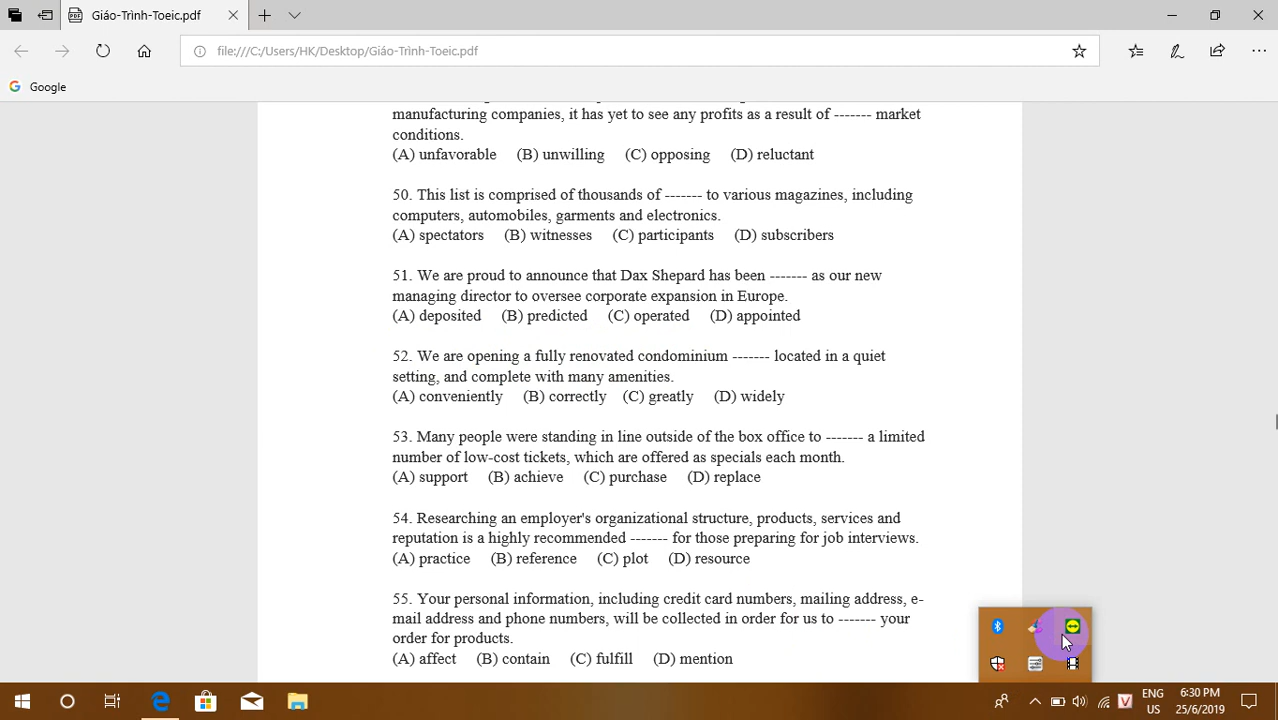 Giáo-Trình-Toeic.pdf
file:///C:/Users/HK/Desktop/Giáo-Trình-Toeic.pdf
Google
manufacturing companies, it has yet to see any profits as a result of ------- market
conditions.
(A) unfavorable (B) unwilling (C) opposing (D) reluctant
50. This list is comprised of thousands of ------- to various magazines, including
computers, automobiles, garments and electronics.
(A) spectators (B) witnesses (C) participants (D) subscribers
51. We are proud to announce that Dax Shepard has been ------- as our new
managing director to oversee corporate expansion in Europe.
(A) deposited (B) predicted (C) operated (D) appointed
52. We are opening a fully renovated condominium ------- located in a quiet
setting, and complete with many amenities.
(A) conveniently (B) correctly (C) greatly (D) widely
53. Many people were standing in line outside of the box office to ------- a limited
number of low-cost tickets, which are offered as specials each month.
(A) support (B) achieve (C) purchase (D) replace
54. Researching an employer's organizational structure, products, services and
reputation is a highly recommended ------- for those preparing for job interviews.
(A) practice (B) reference (C) plot (D) resource
55. Your personal information, including credit card numbers, mailing address, e-
mail address and phone numbers, will be collected in order for us to ------- your
order for products.
(A) affect (B) contain (C) fulfill (D) mention
V
ENG
US
6:30 PM
25/6/2019